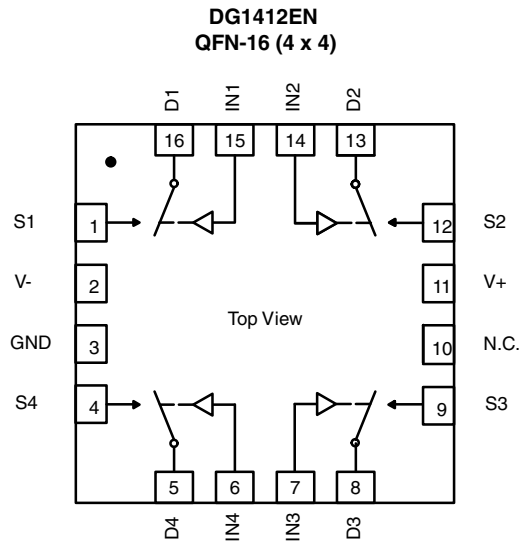 DG1412EN
QFN-16 (4 x 4)
D1 IN1 IN2 D2
16 15 14 13
S1 1 12 S2
V- 2 11 V+
Top View
GND 3 10 N.C.
S4 4 9 S3
5 6 7 8
D4 IN4 IN3 D3